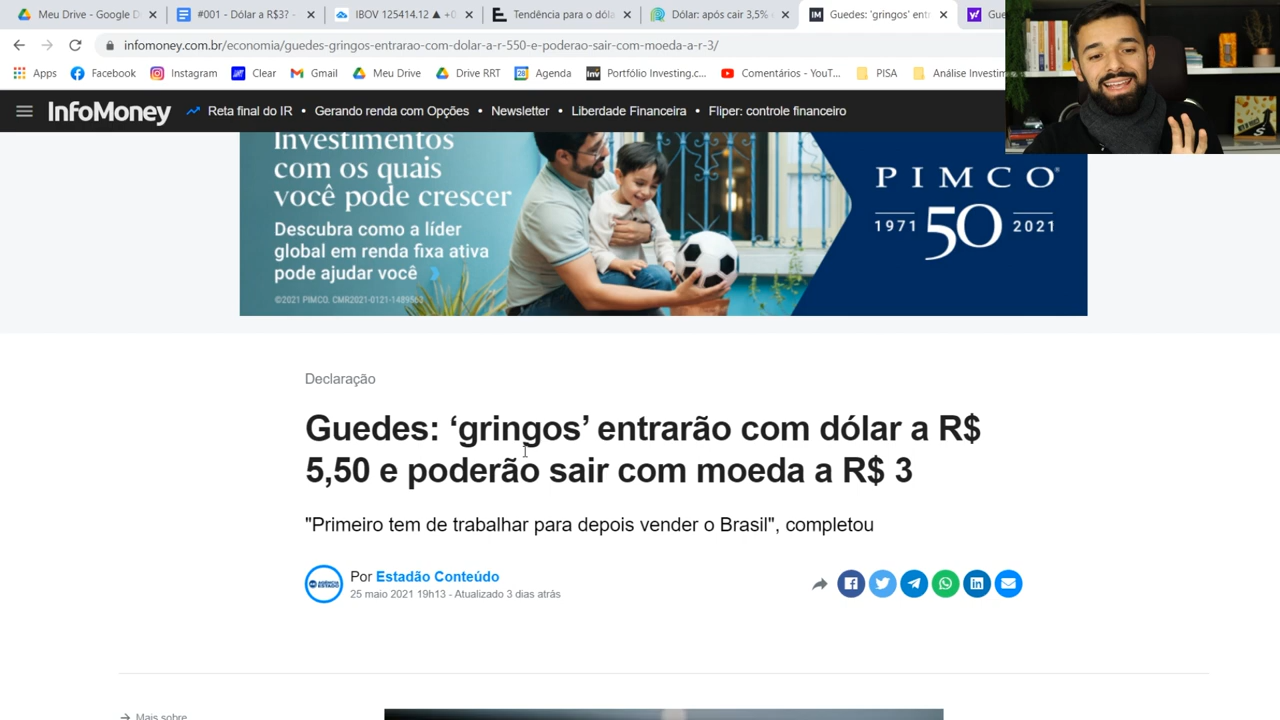 Meu Drive - Google D
#001 - Dólar a R$3? -
IBOV 125414.12 ▲ +0
Tendência para o dóla
Dólar: após cair 3,5%
Guedes: 'gringos' entr
Gue
infomoney.com.br/economia/guedes-gringos-entrarao-com-dolar-a-r-550-e-poderao-sair-com-moeda-a-r-3/
Apps
Facebook
Instagram
Clear
Gmail
Meu Drive
Drive RRT
Agenda
Portfólio Investing.c...
Comentários - YouT...
PISA
Análise Investim
InfoMoney
Reta final do IR • Gerando renda com Opções • Newsletter • Liberdade Financeira • Fliper: controle financeiro
Investimentos
com os quais
você pode crescer
Descubra como a líder
global em renda fixa ativa
pode ajudar você
©2021 PIMCO. CMR2021-0121-1489563
PIMCO®
1971 50 2021
Declaração
Guedes: ‘gringos’ entrarão com dólar a R$
5,50 e poderão sair com moeda a R$ 3
"Primeiro tem de trabalhar para depois vender o Brasil", completou
Por Estadão Conteúdo
25 maio 2021 19h13 - Atualizado 3 dias atrás
Mais sobre